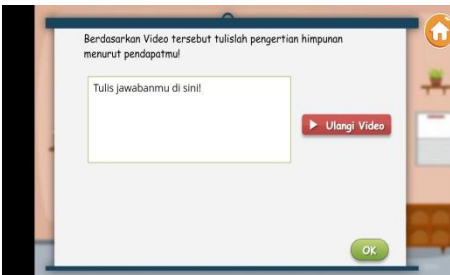 Berdasarkan Video tersebut tulislah pengertian himpunan
menurut pendapatmu!
Tulis jawabanmu di sini!
Ulangi Video
OK